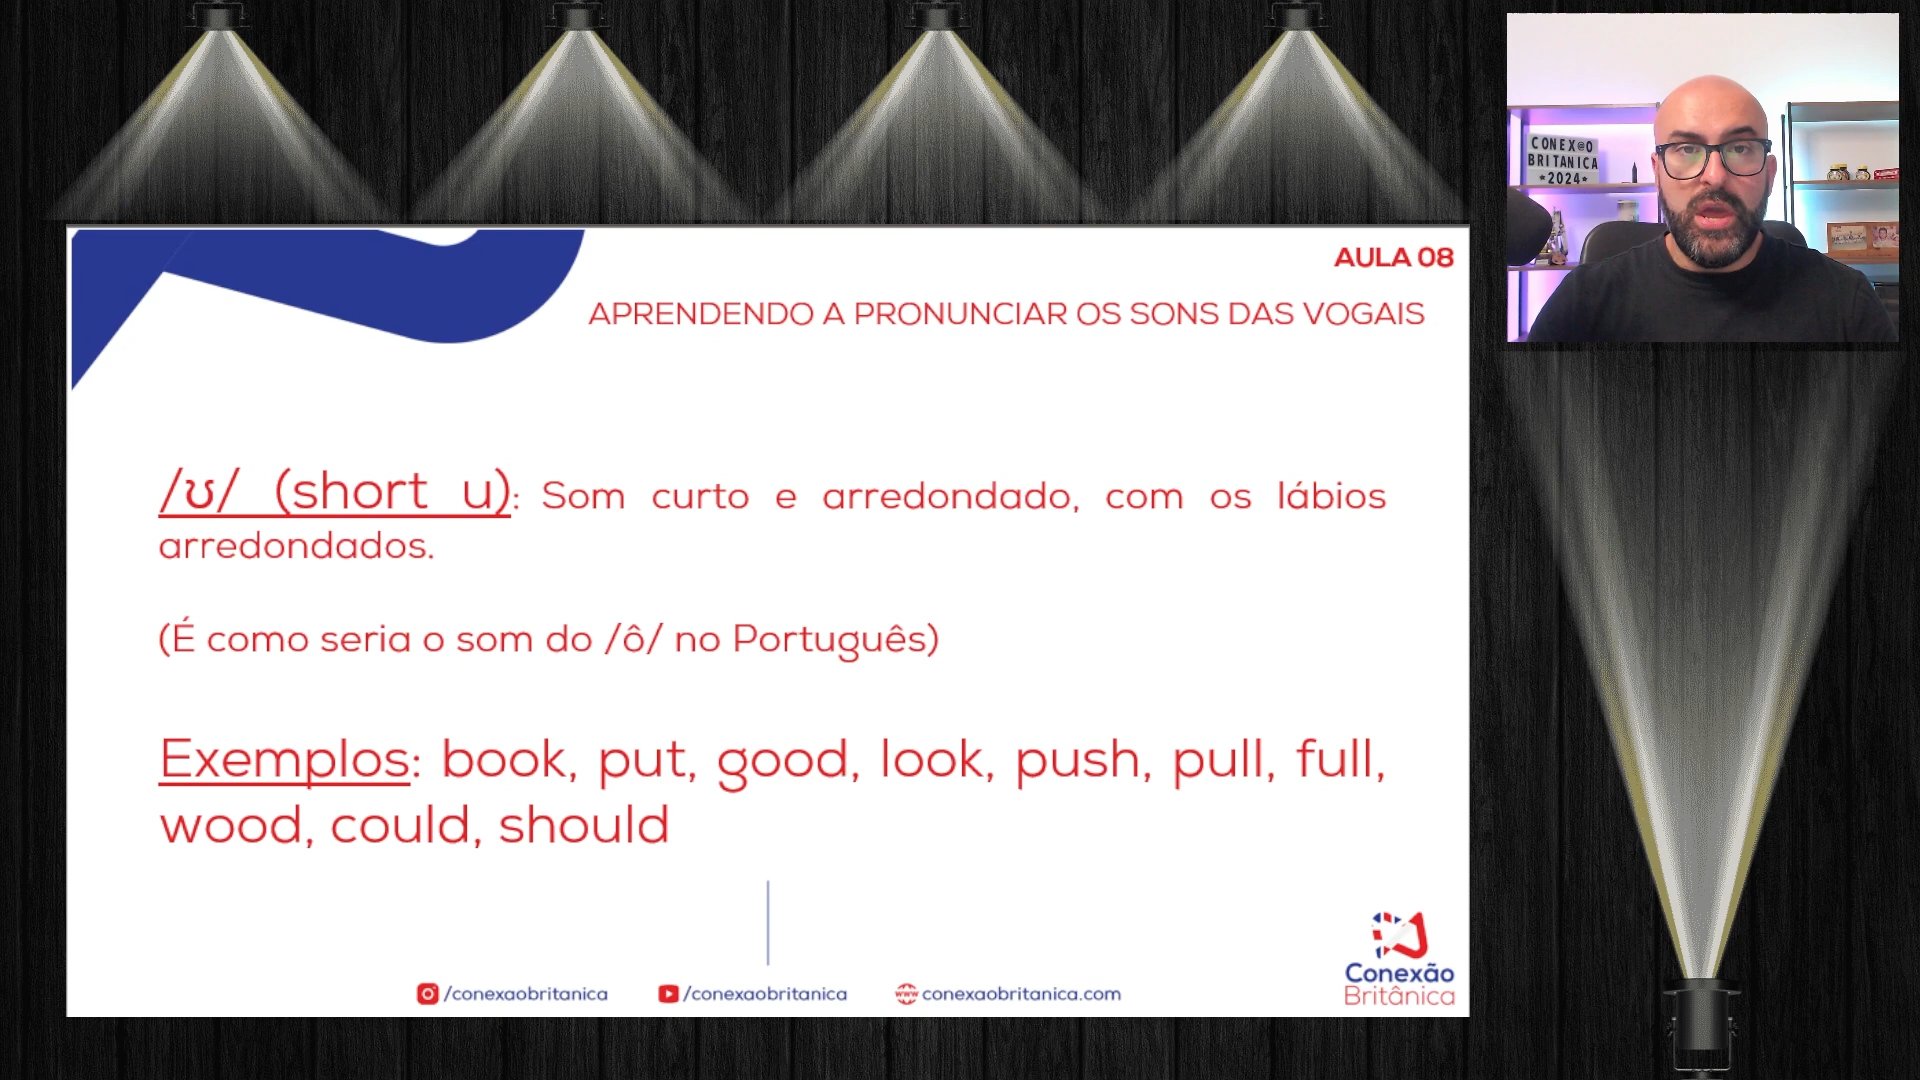 CONEX@O
BRITANICA
*2024*
AULA 08
APRENDENDO A PRONUNCIAR OS SONS DAS VOGAIS
/ʊ/ (short u): Som curto e arredondado, com os lábios
arredondados.
(É como seria o som do /ô/ no Português)
Exemplos: book, put, good, look, push, pull, full,
wood, could, should
/conexaobritanica /conexaobritanica www conexaobritanica.com
Conexão
Britânica